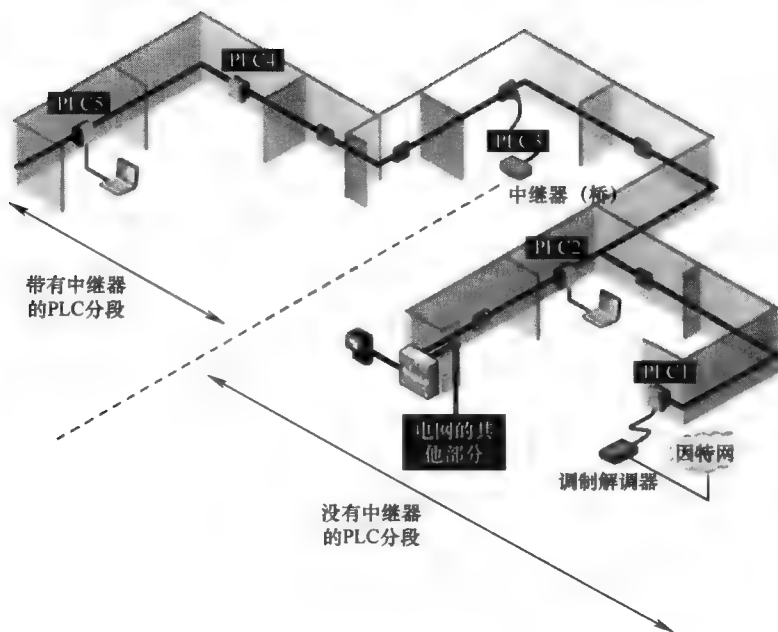 PLC4
PLC5
PLC3
中继器（桥）
PLC2
带有中继器
的PLC分段
PLC1
电网的其
他部分
因特网
调制解调器
没有中继器
的PLC分段